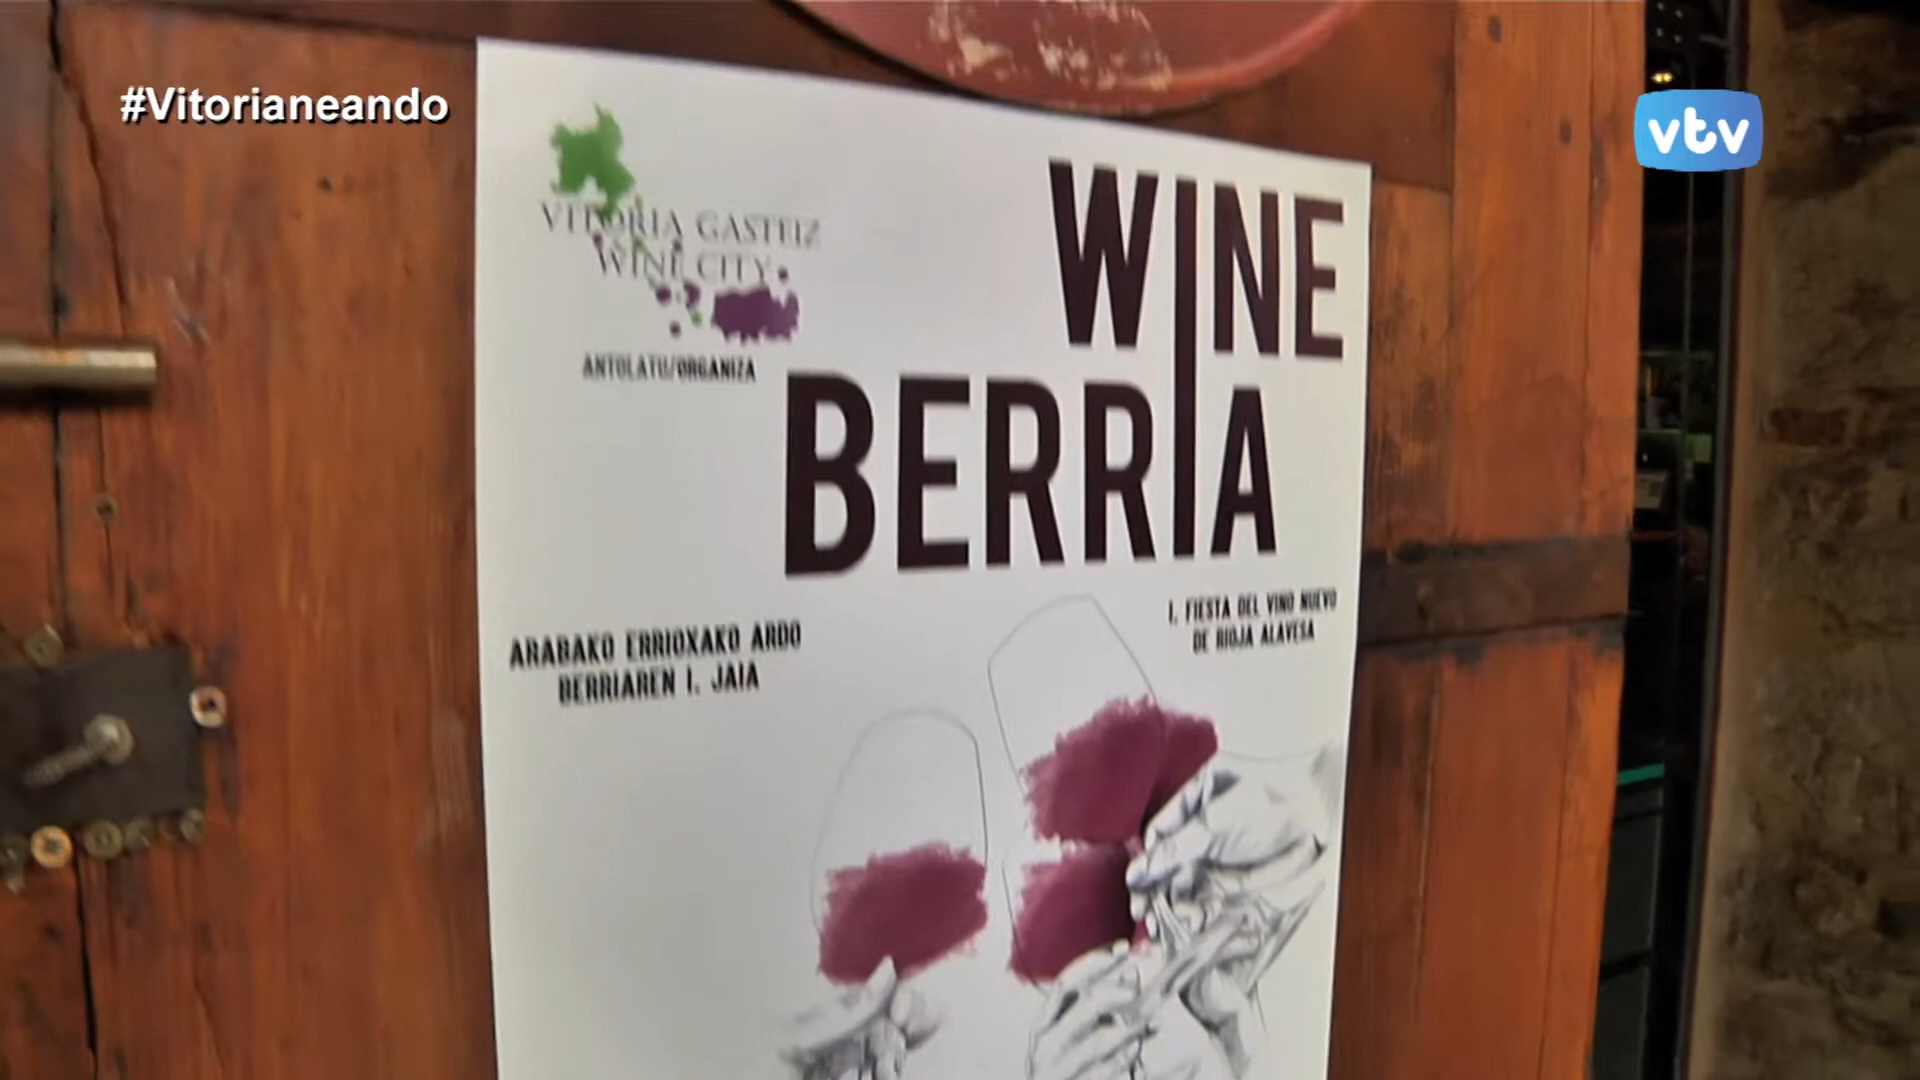 #Vitorianeando
vtv
VITORIA GASTEIZ
WINE CITY
ANTOLATU/ORGANIZA
WINE
BERRIA
ARABAKO ERRIOXAKO ARDO
BERRIAREN I. JAIA
I. FIESTA DEL VINO NUEVO
DE RIOJA ALAVESA